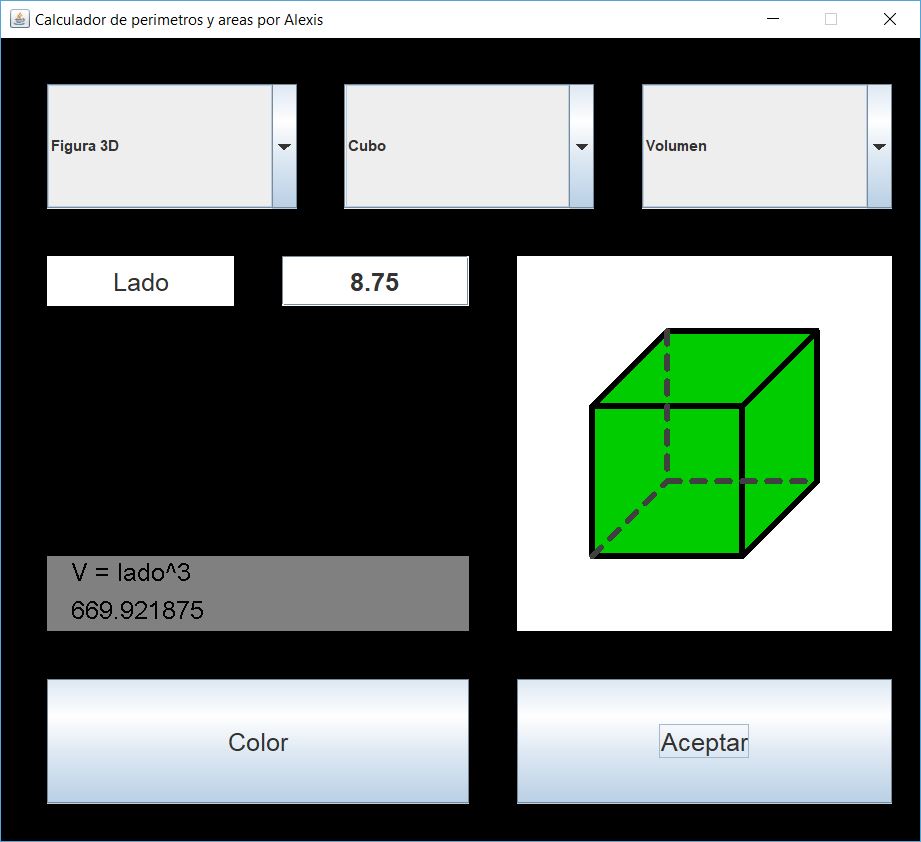 Calculador de perimetros y areas por Alexis
Figura 3D
Cubo
Volumen
Lado
8.75
V = lado^3
669.921875
Color
Aceptar